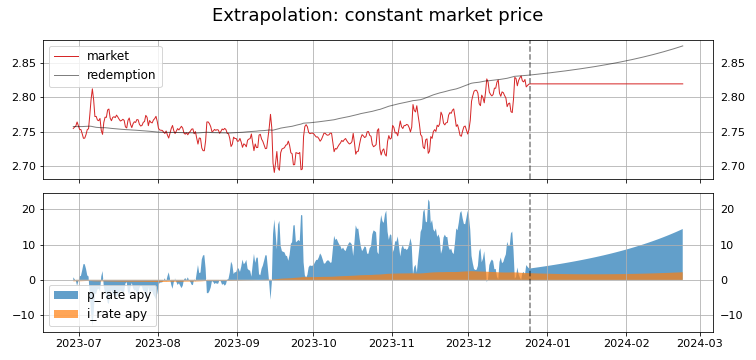 Extrapolation: constant market price
market
redemption
2.85
2.80
2.75
2.70
2.85
2.80
2.75
2.70
p_rate apy
i_rate apy
20
10
0
−10
20
10
0
−10
2023-07 2023-08 2023-09 2023-10 2023-11 2023-12 2024-01 2024-02 2024-03